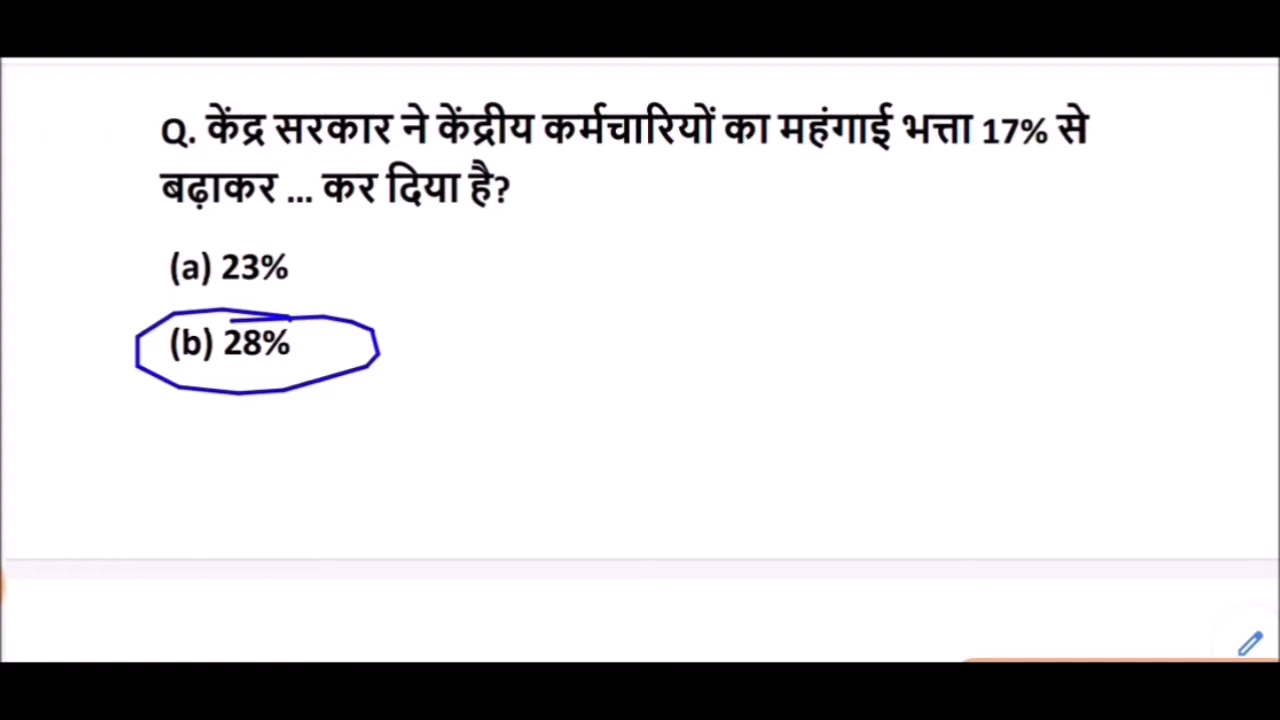 Q. केंद्र सरकार ने केंद्रीय कर्मचारियों का महंगाई भत्ता 17% से
बढ़ाकर ... कर दिया है?
(a) 23%
(b) 28%